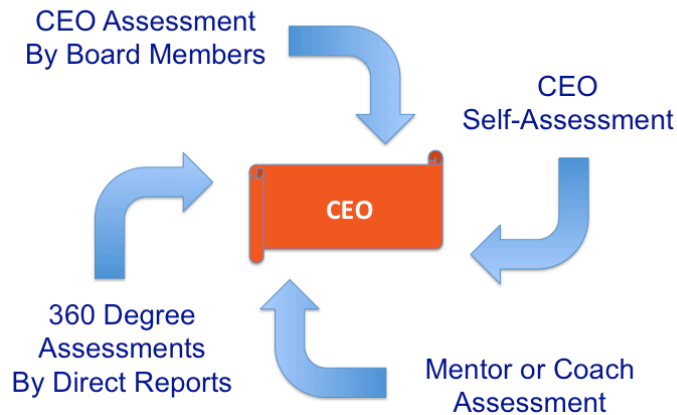 CEO Assessment
By Board Members
CEO
Self-Assessment
CEO
360 Degree
Assessments
By Direct Reports
Mentor or Coach
Assessment